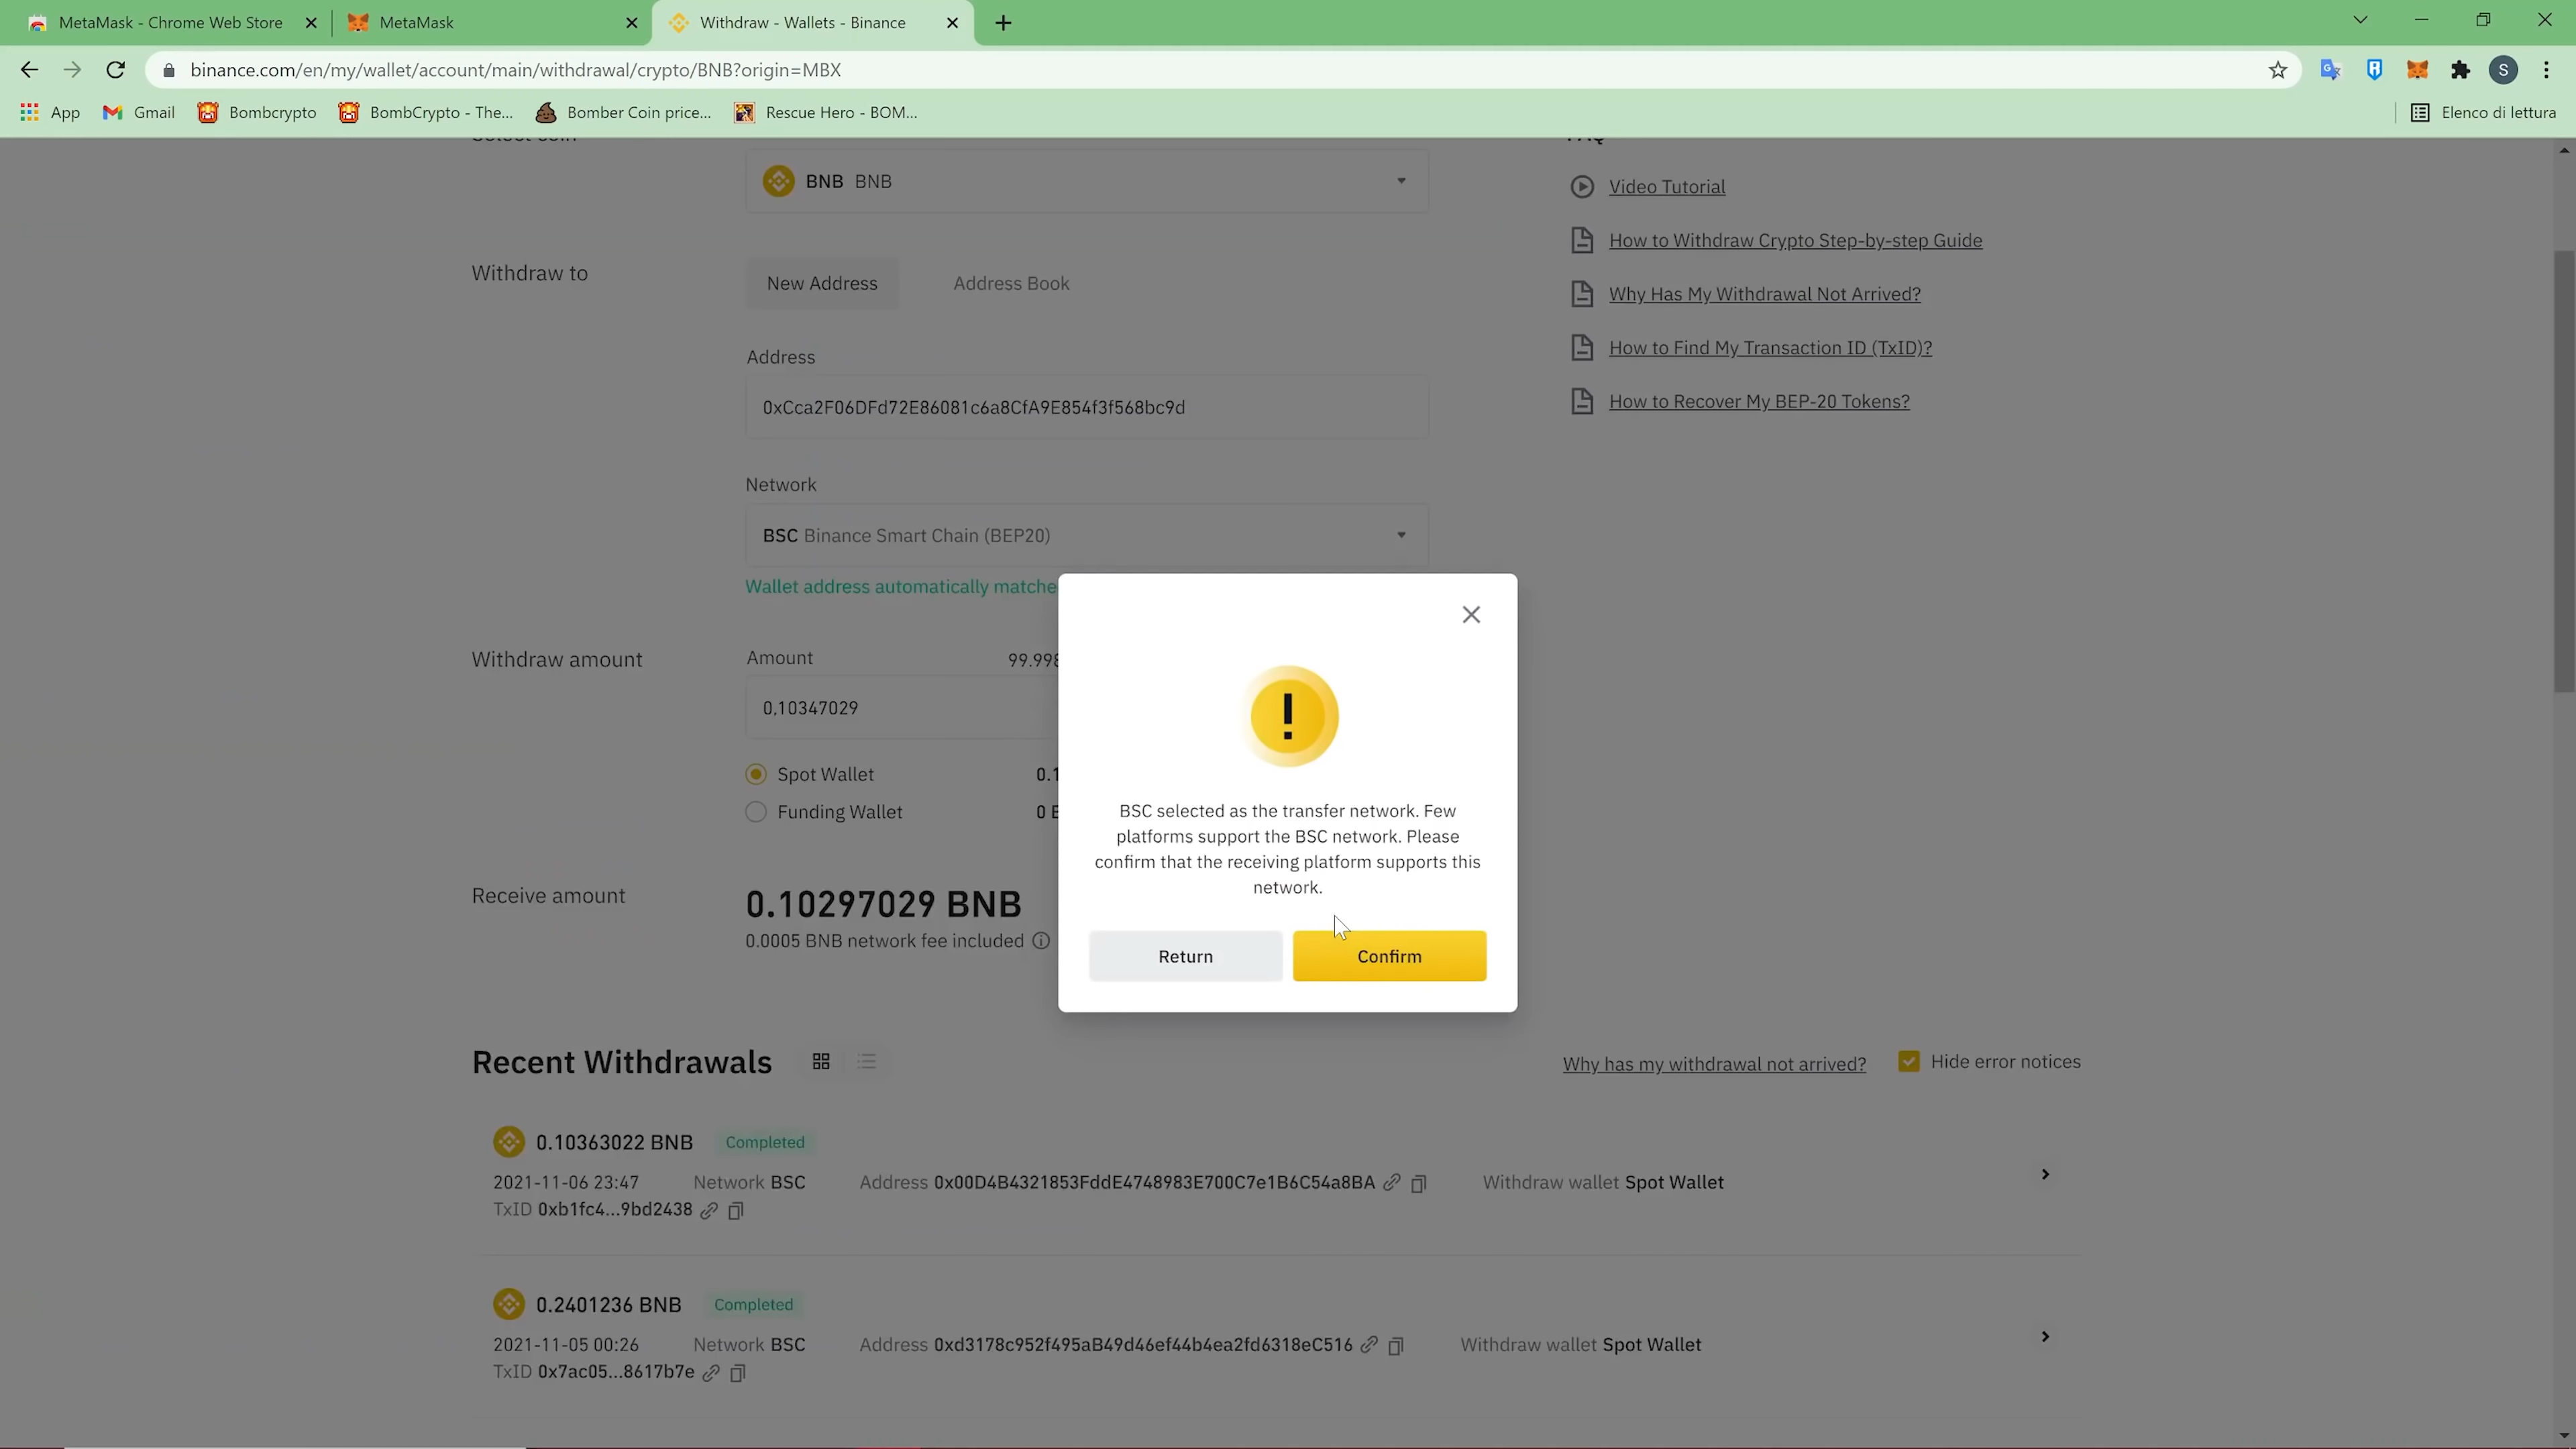 MetaMask - Chrome Web Store
MetaMask
Withdraw - Wallets - Binance
binance.com/en/my/wallet/account/main/withdrawal/crypto/BNB?origin=MBX
S
App
Gmail
Bombcrypto
BombCrypto - The...
Bomber Coin price...
Rescue Hero - BOM...
Elenco di lettura
Select coin
FAQ
BNB BNB
Video Tutorial
How to Withdraw Crypto Step-by-step Guide
Withdraw to
New Address
Address Book
Why Has My Withdrawal Not Arrived?
Address
How to Find My Transaction ID (TxID)?
0xCca2F06DFd72E86081c6a8CfA9E854f3f568bc9d
How to Recover My BEP-20 Tokens?
Network
BSC Binance Smart Chain (BEP20)
Wallet address automatically matche
Withdraw amount
Amount
99.998
0,10347029
Spot Wallet
0.1
Funding Wallet
0
BSC selected as the transfer network. Few
platforms support the BSC network. Please
confirm that the receiving platform supports this
network.
Return
Confirm
Receive amount
0.10297029 BNB
0.0005 BNB network fee included
Recent Withdrawals
Why has my withdrawal not arrived?
Hide error notices
0.10363022 BNB
Completed
2021-11-06 23:47
Network BSC
Address 0x00D4B4321853FddE4748983E700C7e1B6C54a8BA
Withdraw wallet Spot Wallet
TxID 0xb1fc4...9bd2438
0.2401236 BNB
Completed
2021-11-05 00:26
Network BSC
Address 0xd3178c952f495aB49d46ef44b4ea2fd6318eC516
Withdraw wallet Spot Wallet
TxID 0x7ac05...8617b7e